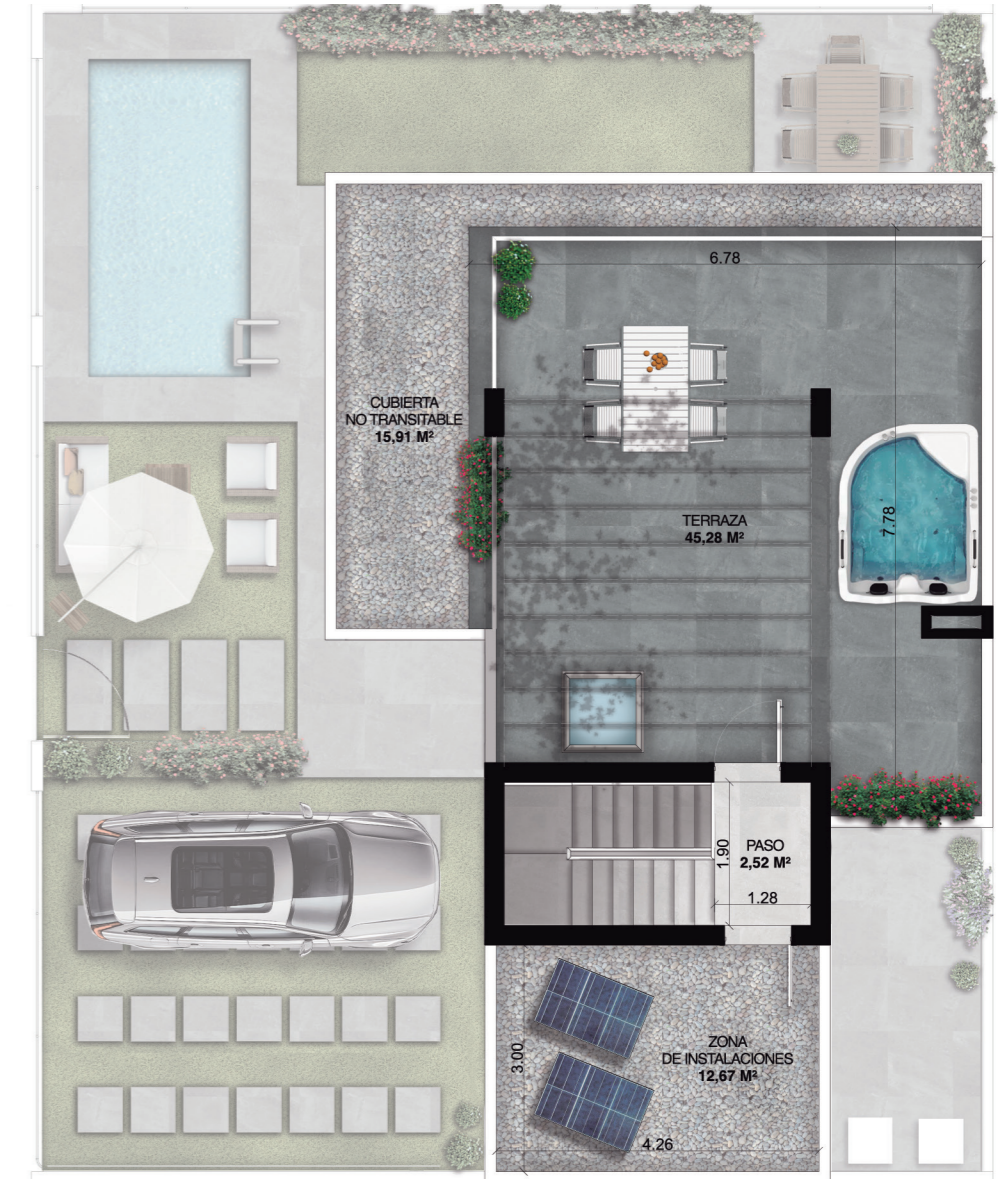 6.78
CUBIERTA
NO TRANSITABLE
15,91 M²
TERRAZA
45,28 M²
7.78
PASO
2,52 M²
1.90
1.28
ZONA
DE INSTALACIONES
12,67 M²
3.00
4.26